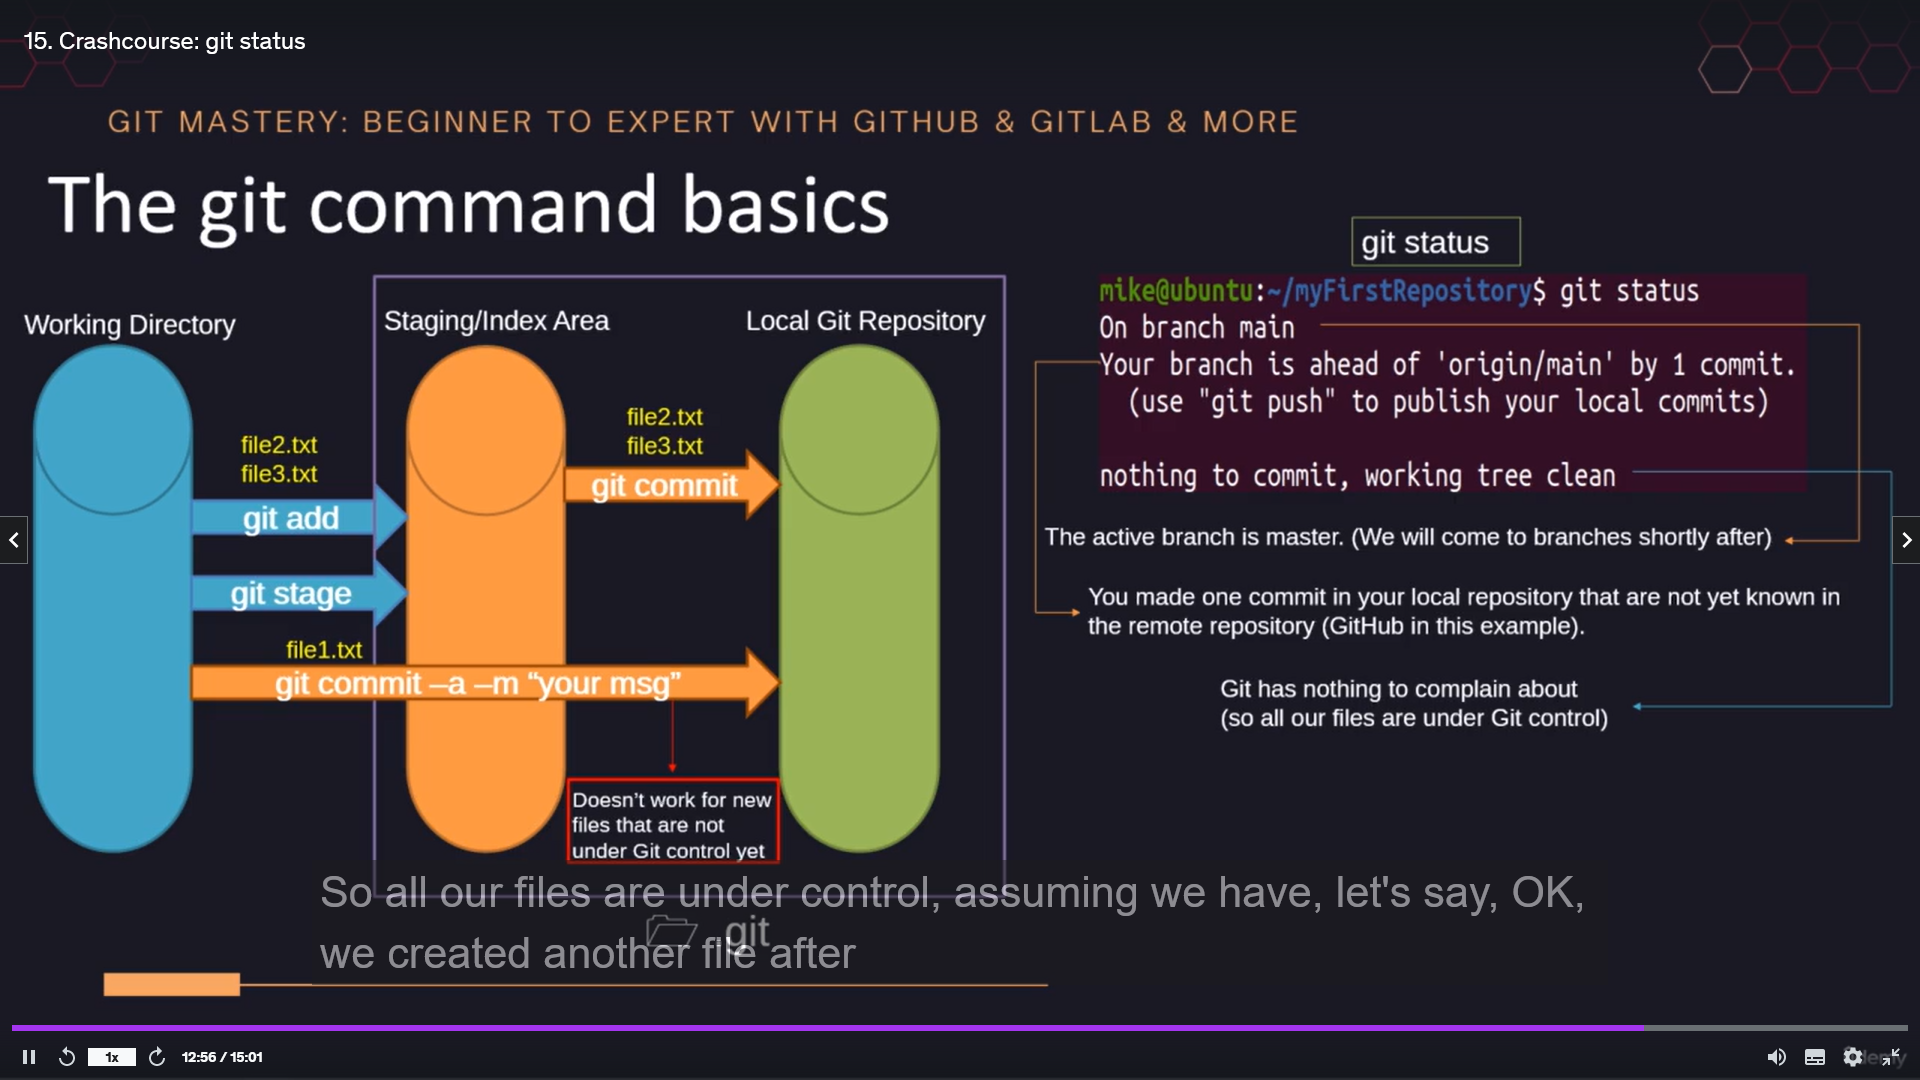 15. Crashcourse: git status
GIT MASTERY: BEGINNER TO EXPERT WITH GITHUB & GITLAB & MORE
The git command basics
Working Directory
Staging/Index Area
Local Git Repository
file2.txt
file3.txt
git add
git stage
file1.txt
git commit –a –m “your msg”
file2.txt
file3.txt
git commit
Doesn’t work for new
files that are not
under Git control yet
.git
git status
mike@ubuntu:~/myFirstRepository$ git status
On branch main
Your branch is ahead of 'origin/main' by 1 commit.
(use "git push" to publish your local commits)
nothing to commit, working tree clean
The active branch is master. (We will come to branches shortly after)
You made one commit in your local repository that are not yet known in
the remote repository (GitHub in this example).
Git has nothing to complain about
(so all our files are under Git control)
So all our files are under control, assuming we have, let's say, OK,
we created another file after
1x
12:56 / 15:01